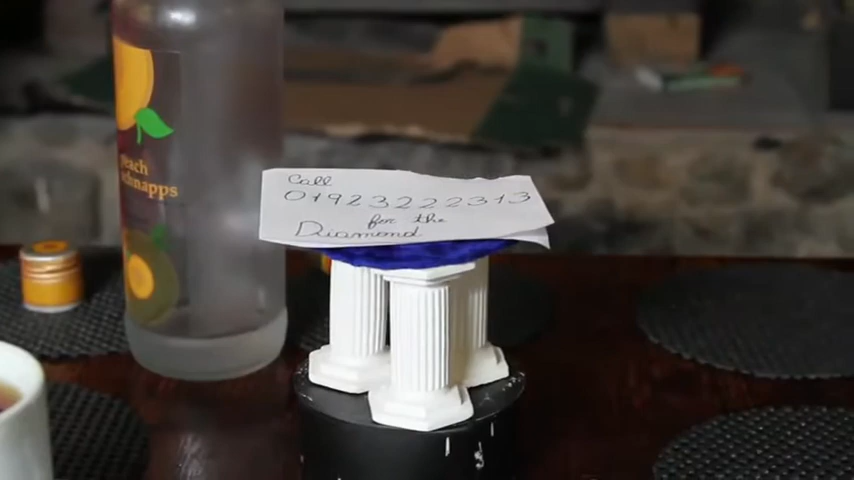 Peach
Schnapps
Call
01923222313
for the
Diamond